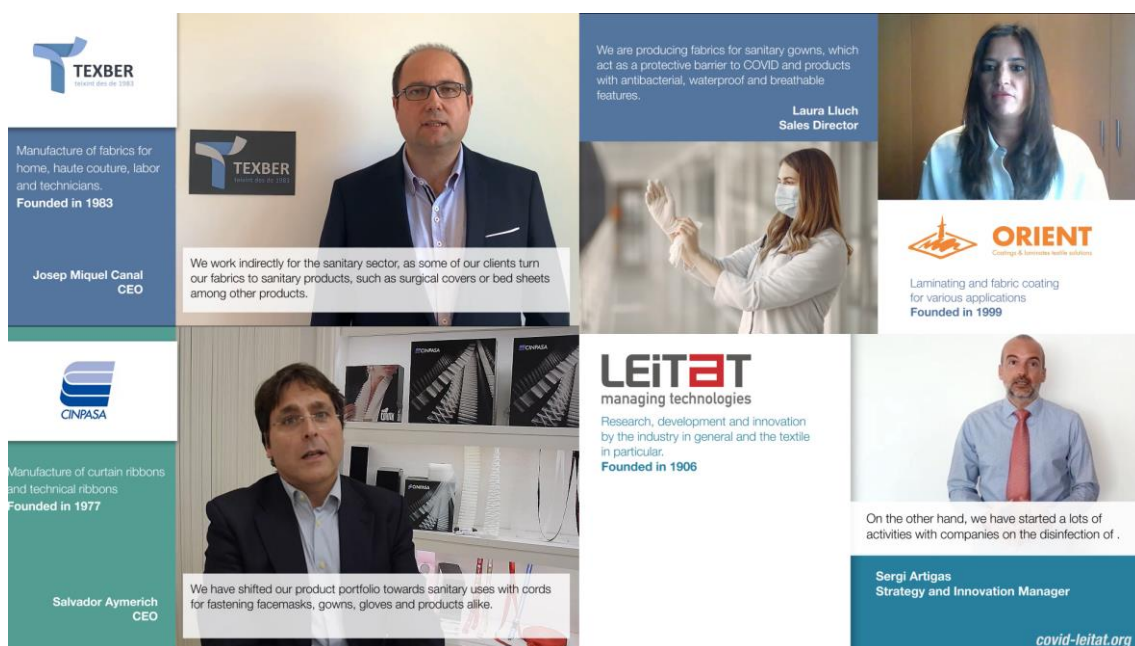 TEXBER
teixint des de 1983
Manufacture of fabrics for
home, haute couture, labor
and technicians.
Founded in 1983
Josep Miquel Canal
CEO
TEXBER
teixint des de 1983
We work indirectly for the sanitary sector, as some of our clients turn
our fabrics to sanitary products, such as surgical covers or bed sheets
among other products.
We are producing fabrics for sanitary gowns, which
act as a protective barrier to COVID and products
with antibacterial, waterproof and breathable
features.
Laura Lluch
Sales Director
ORIENT
Coatings & laminates textile solutions
Laminating and fabric coating
for various applications
Founded in 1999
CINPASA
Manufacture of curtain ribbons
and technical ribbons
Founded in 1977
Salvador Aymerich
CEO
CINPASA
CINPASA
CINPASA
We have shifted our product portfolio towards sanitary uses with cords
for fastening facemasks, gowns, gloves and products alike.
LEiTAT
managing technologies
Research, development and innovation
by the industry in general and the textile
in particular.
Founded in 1906
On the other hand, we have started a lots of
activities with companies on the disinfection of .
Sergi Artigas
Strategy and Innovation Manager
covid-leitat.org